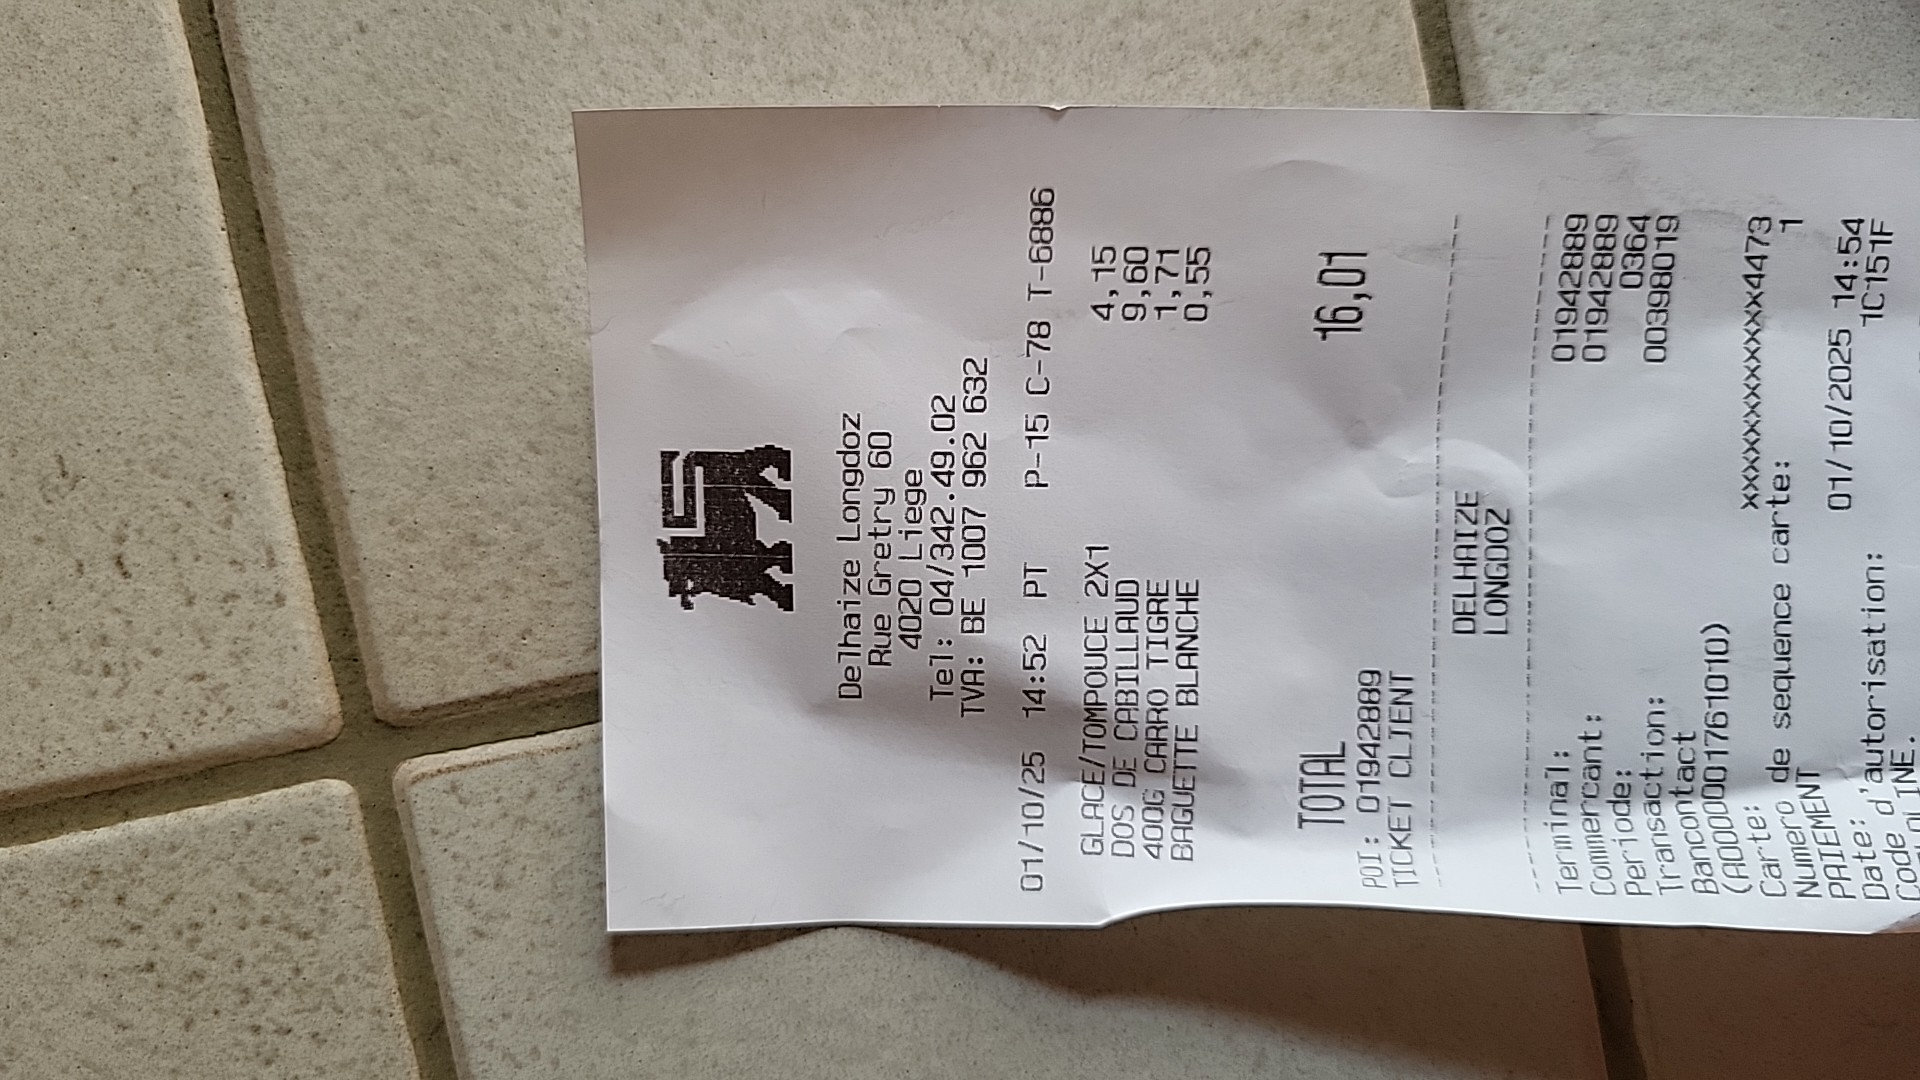 Delhaize Longdoz
Rue Gretry 60
4020 Liege
Tel: 04/342.49.02
TVA: BE 1007 962 632
01/10/25 14:52 PT P-15 C-78 T-6886
GLACE/TOMPOUCE 2X1 4,15
DOS DE CABILLAUD 9,60
400G CARRO TIGRE 1,71
BAGUETTE BLANCHE 0,55
TOTAL 16,01
POI: 01942889
TICKET CLIENT
DELHAIZE
LONGDOZ
Terminal: 01942889
Commercant: 01942889
Periode: 0364
Transaction: 00398019
Bancontact
(A0000001761010)
Carte: xxxxxxxxxxxxx4473
Numero de sequence carte: 1
PAIEMENT
Date: 01/10/2025 14:54
Code d'autorisation: 1C151F